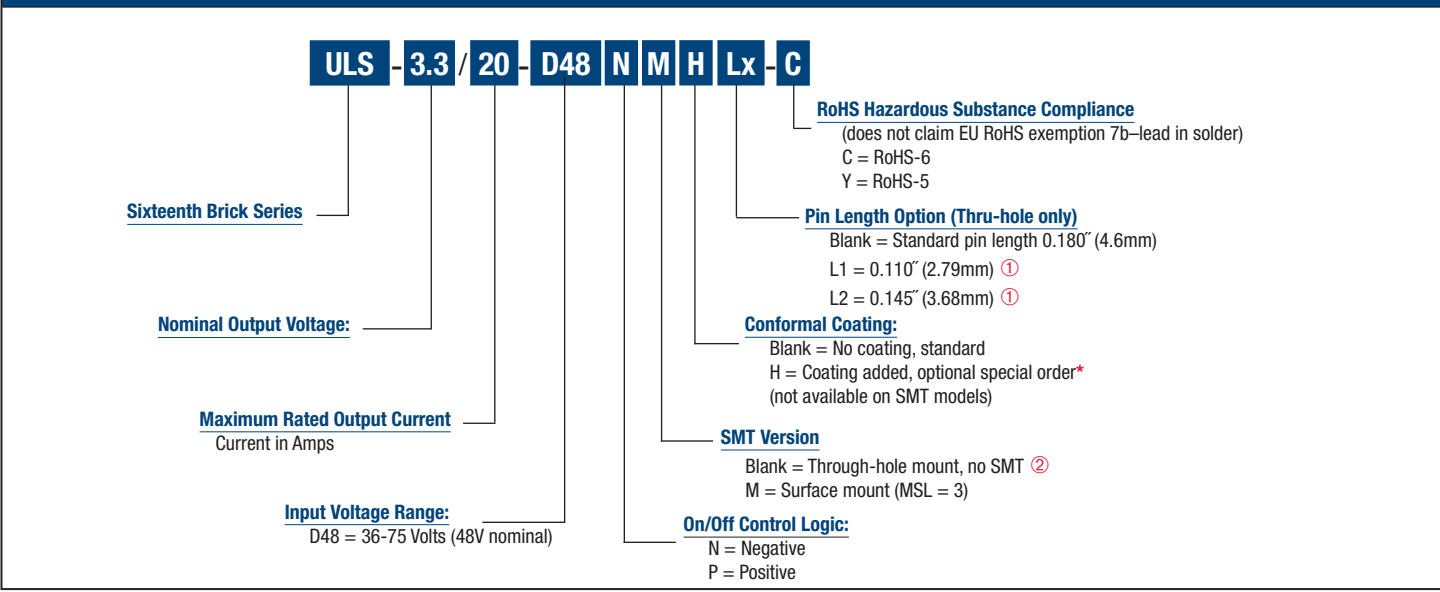 ULS - 3.3 / 20 - D48 N M H Lx - C
RoHS Hazardous Substance Compliance
(does not claim EU RoHS exemption 7b–lead in solder)
C = RoHS-6
Y = RoHS-5
Sixteenth Brick Series
Pin Length Option (Thru-hole only)
Blank = Standard pin length 0.180˝ (4.6mm)
L1 = 0.110˝ (2.79mm) ①
L2 = 0.145˝ (3.68mm) ①
Nominal Output Voltage:
Conformal Coating:
Blank = No coating, standard
H = Coating added, optional special order*
(not available on SMT models)
Maximum Rated Output Current
Current in Amps
SMT Version
Blank = Through-hole mount, no SMT ②
M = Surface mount (MSL = 3)
Input Voltage Range:
D48 = 36-75 Volts (48V nominal)
On/Off Control Logic:
N = Negative
P = Positive